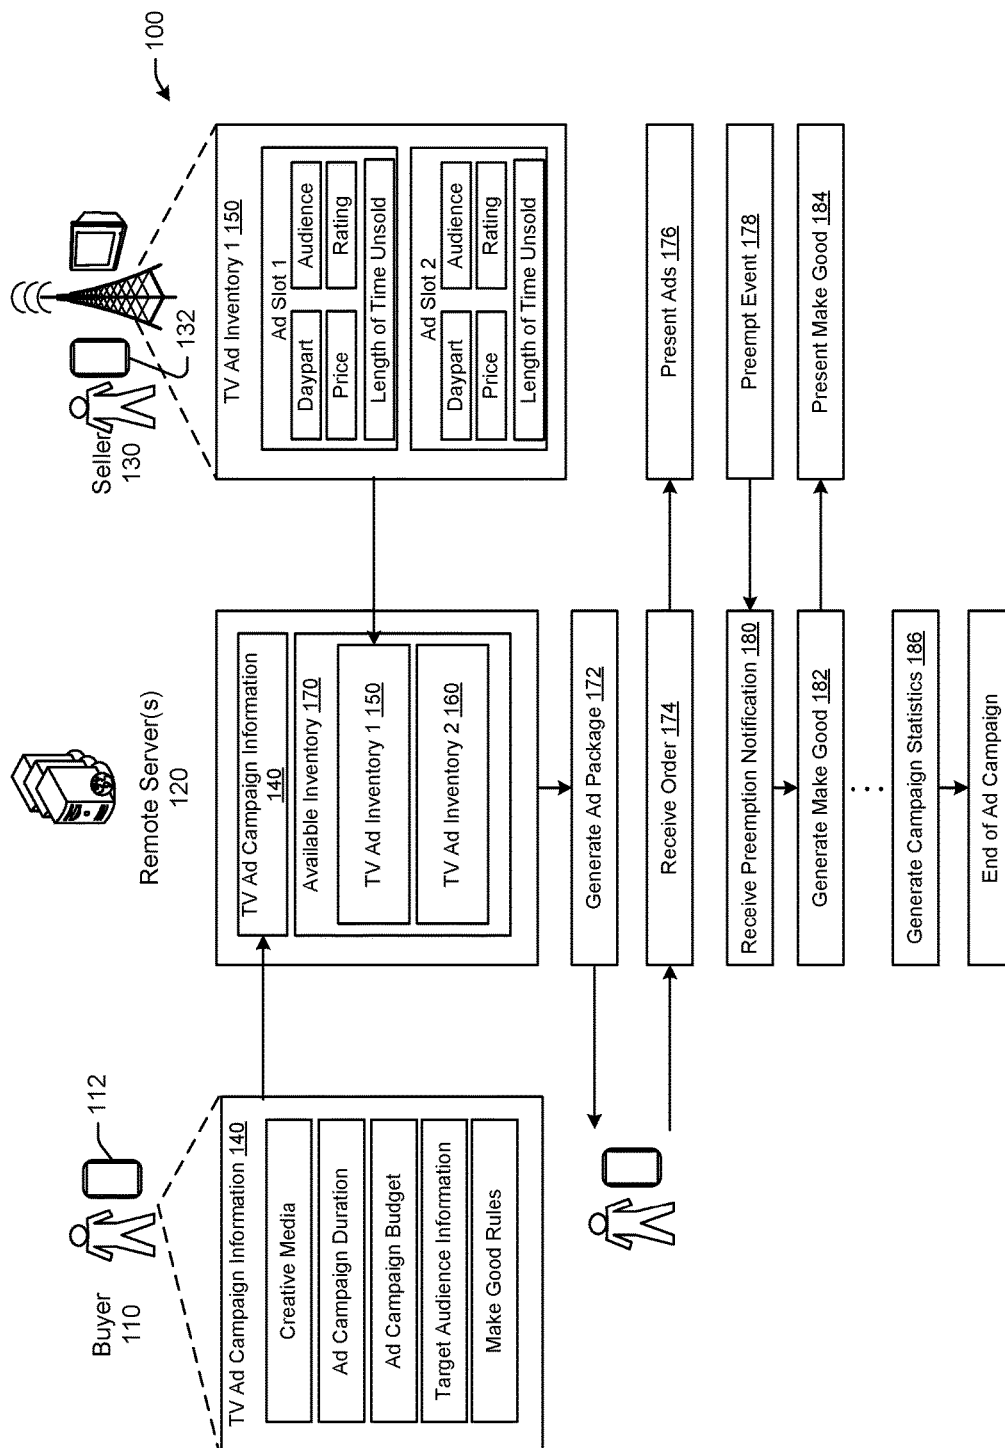 100
Buyer
110
112
Remote Server(s)
120
Seller
130
132
TV Ad Campaign Information 140
Creative Media
Ad Campaign Duration
Ad Campaign Budget
Target Audience Information
Make Good Rules
TV Ad Campaign Information
140
Available Inventory 170
TV Ad Inventory 1 150
TV Ad Inventory 2 160
TV Ad Inventory 1 150
Ad Slot 1
Daypart
Audience
Price
Rating
Length of Time Unsold
Ad Slot 2
Daypart
Audience
Price
Rating
Length of Time Unsold
Generate Ad Package 172
Receive Order 174
Present Ads 176
Preempt Event 178
Receive Preemption Notification 180
Generate Make Good 182
Present Make Good 184
...
Generate Campaign Statistics 186
End of Ad Campaign